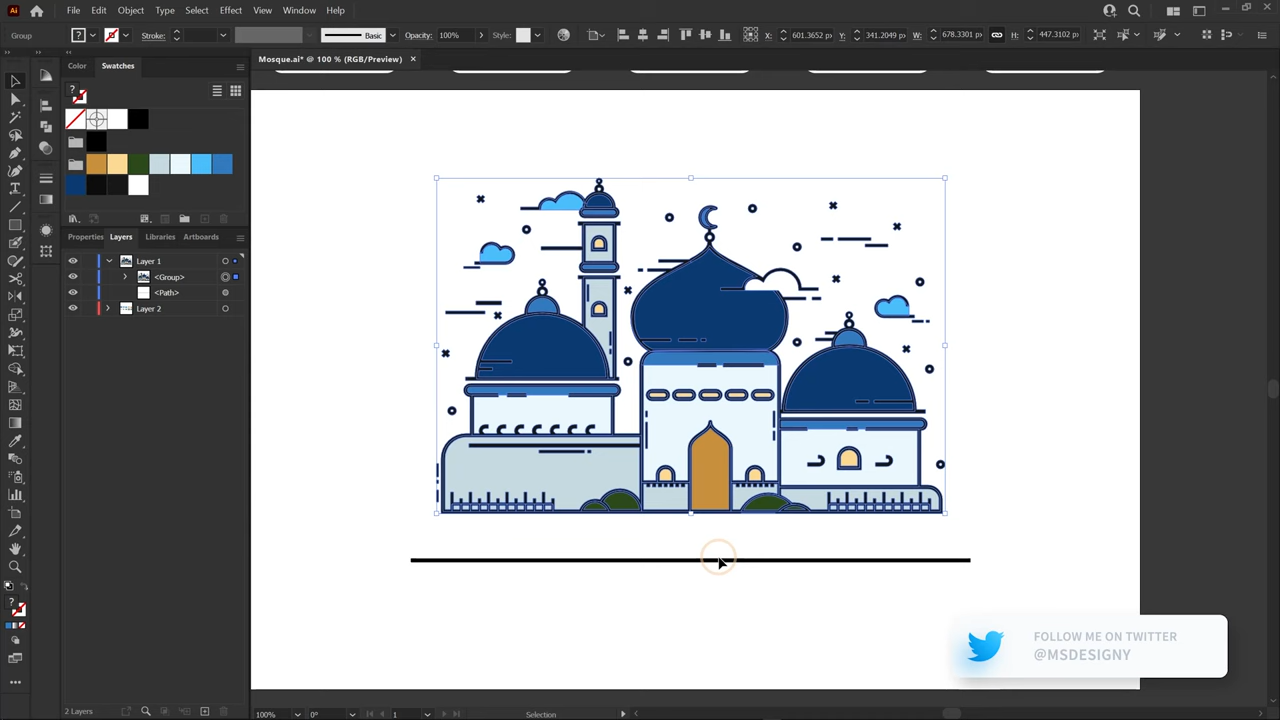 Ai
File
Edit
Object
Type
Select
Effect
View
Window
Help
Group
Stroke:
Basic
Opacity:
100%
Style:
X:
601.3652 px
Y:
341.2049 px
W:
678.3301 px
H:
447.3102 px
Color
Swatches
Mosque.ai* @ 100 % (RGB/Preview)
Properties
Layers
Libraries
Artboards
Layer 1
<Group>
<Path>
Layer 2
FOLLOW ME ON TWITTER
@MSDESIGNY
2 Layers
100%
0°
1
Selection